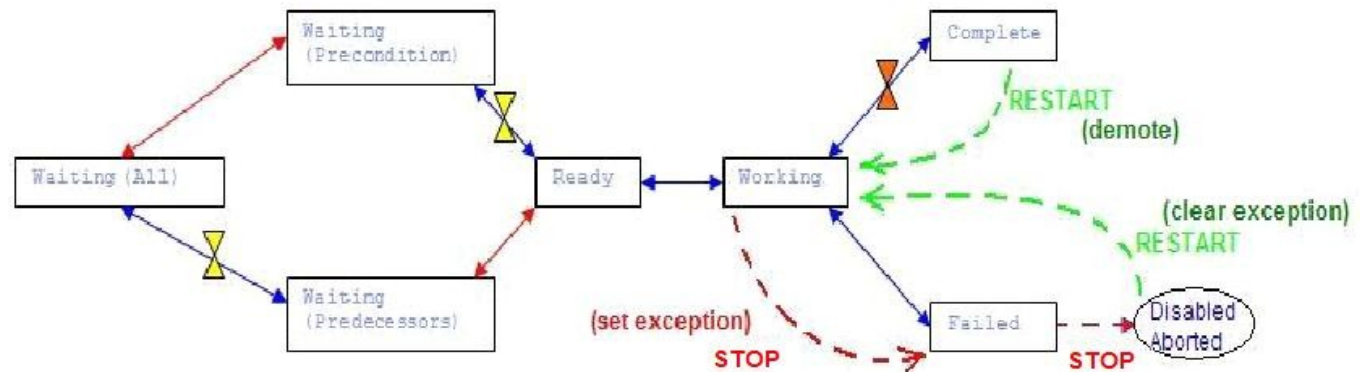 Waiting
(Precondition)
Complete
RESTART
(demote)
Waiting (All)
Ready
Working
(clear exception)
RESTART
Waiting
(Predecessors)
(set exception)
STOP
Failed
STOP
Disabled
Aborted